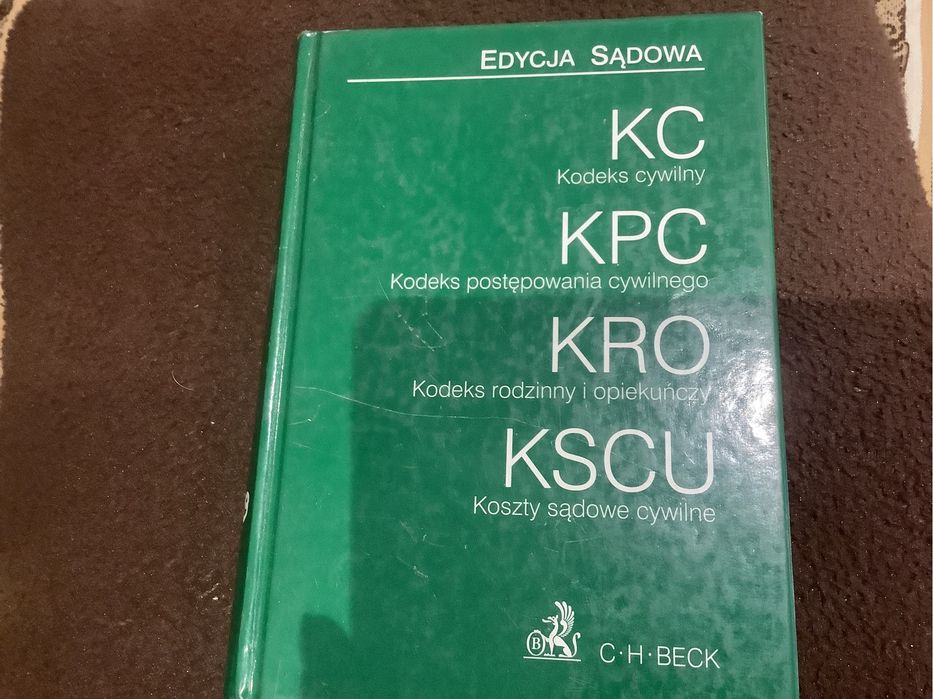 EDYCJA SĄDOWA
KC
Kodeks cywilny
KPC
Kodeks postępowania cywilnego
KRO
Kodeks rodzinny i opiekuńczy
KSCU
Koszty sądowe cywilne
B
C·H·BECK